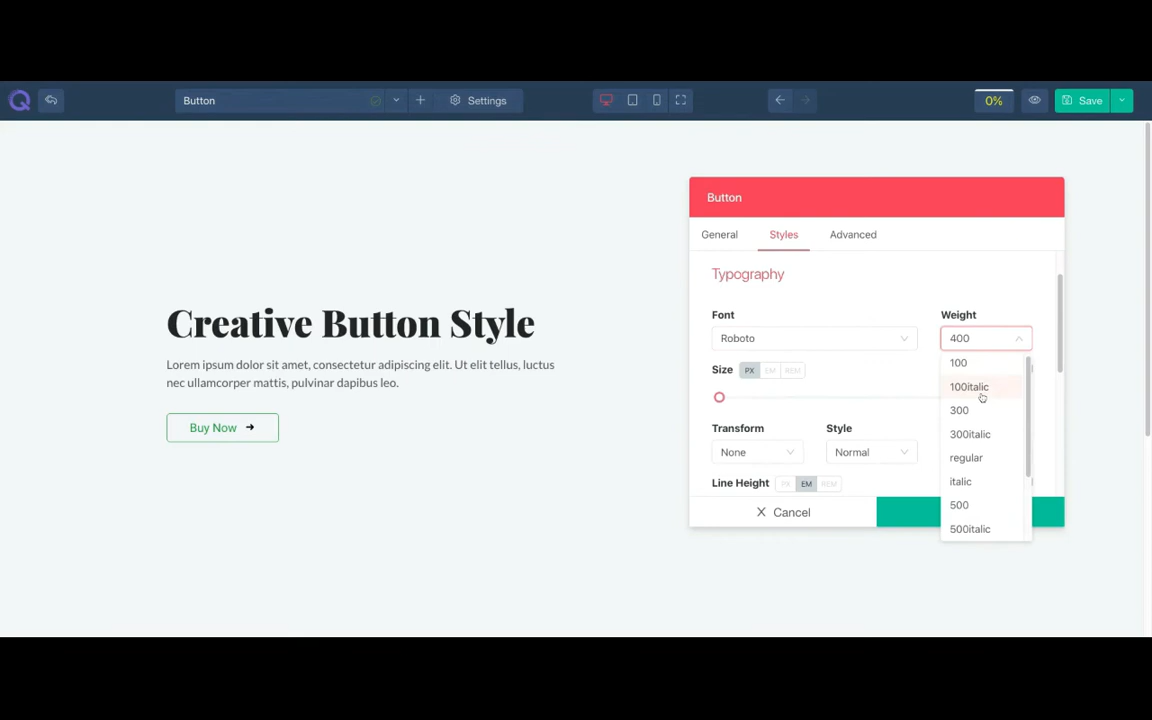 Button
Settings
0%
Save
Button
General
Styles
Advanced
Typography
Font
Weight
Roboto
400
Size
PX
EM
REM
100
100italic
300
300italic
regular
italic
500
500italic
Transform
Style
None
Normal
Line Height
PX
EM
REM
Cancel
Creative Button Style
Lorem ipsum dolor sit amet, consectetur adipiscing elit. Ut elit tellus, luctus
nec ullamcorper mattis, pulvinar dapibus leo.
Buy Now